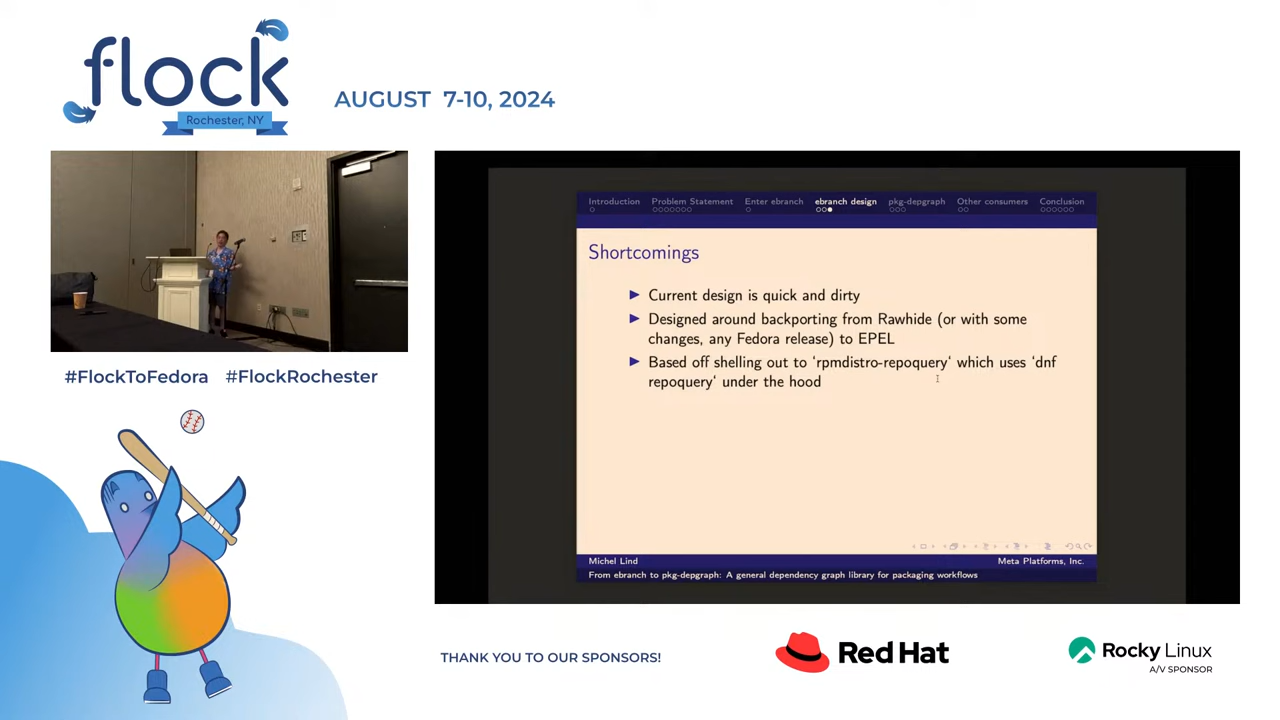 flock
Rochester, NY
AUGUST 7-10, 2024
#FlockToFedora #FlockRochester
Introduction Problem Statement Enter ebranch ebranch design pkg-depgraph Other consumers Conclusion
Shortcomings
Current design is quick and dirty
Designed around backporting from Rawhide (or with some
changes, any Fedora release) to EPEL
Based off shelling out to ‘rpmdistro-repoquery‘ which uses ‘dnf
repoquery‘ under the hood
Michel Lind Meta Platforms, Inc.
From ebranch to pkg-depgraph: A general dependency graph library for packaging workflows
THANK YOU TO OUR SPONSORS!
Red Hat
Rocky Linux
A/V SPONSOR